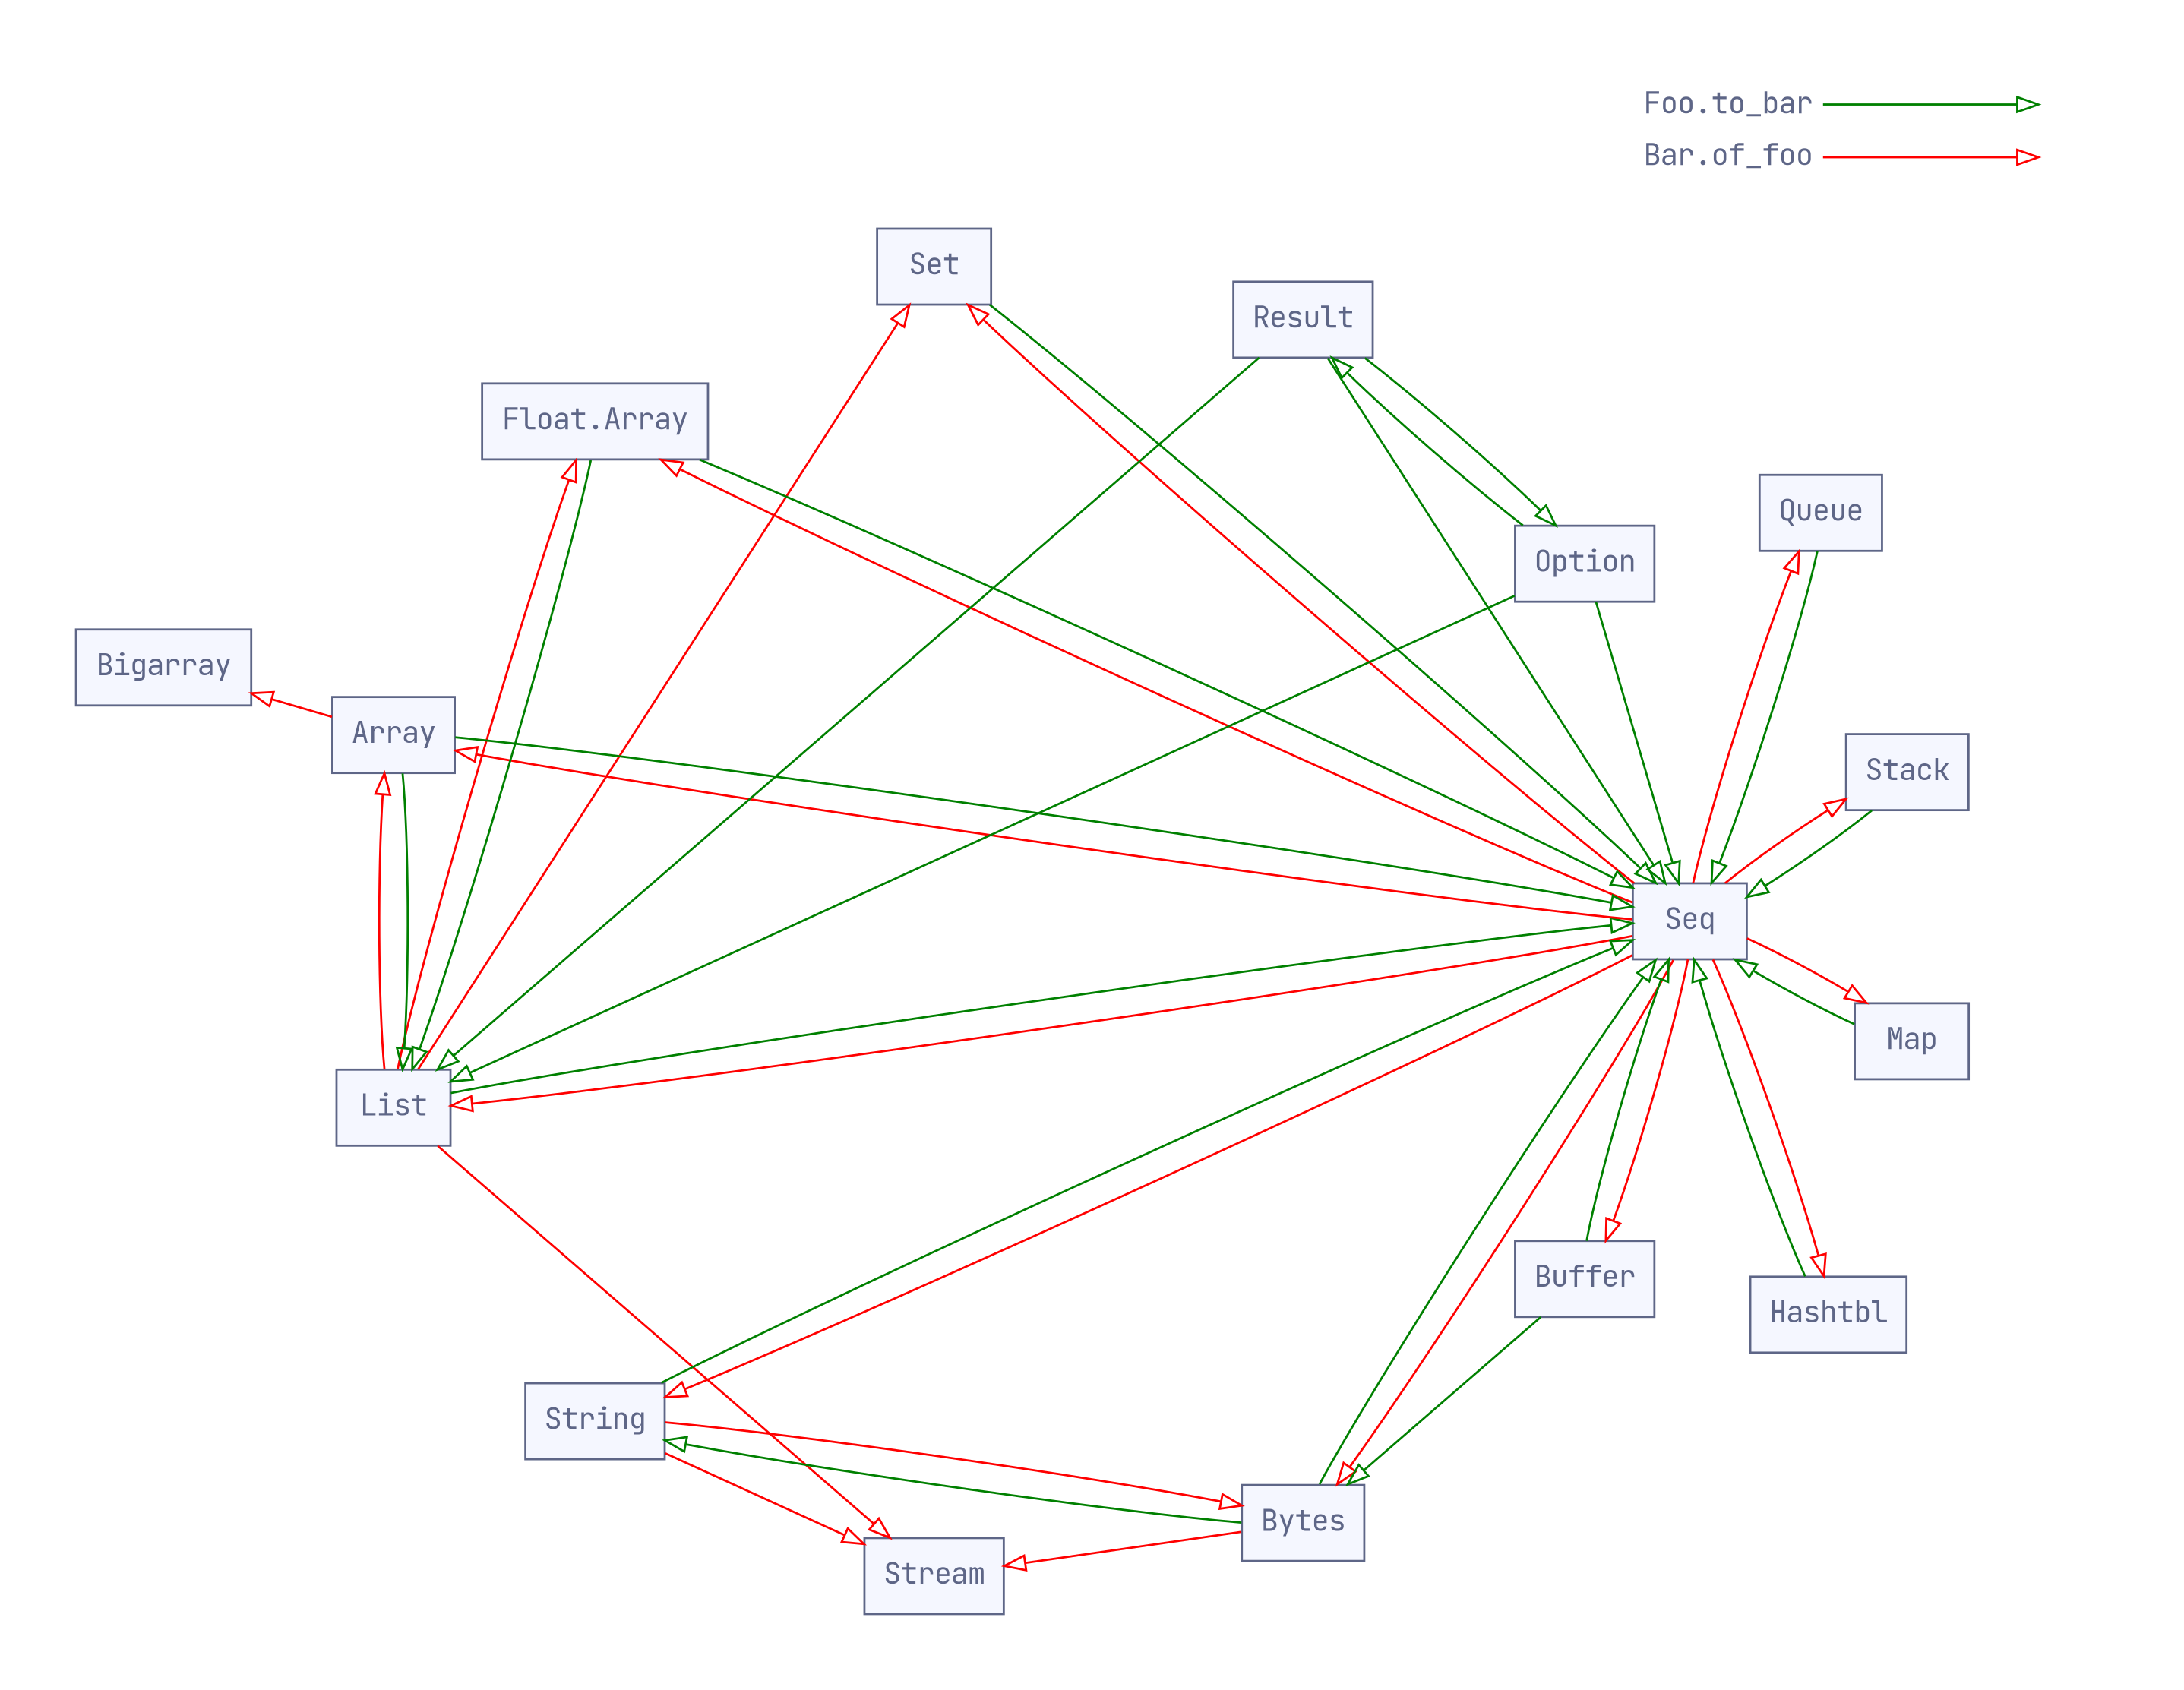 Foo.to_bar
Bar.of_foo
Set
Result
Float.Array
Queue
Option
Bigarray
Array
Stack
Seq
Map
List
Buffer
Hashtbl
String
Bytes
Stream